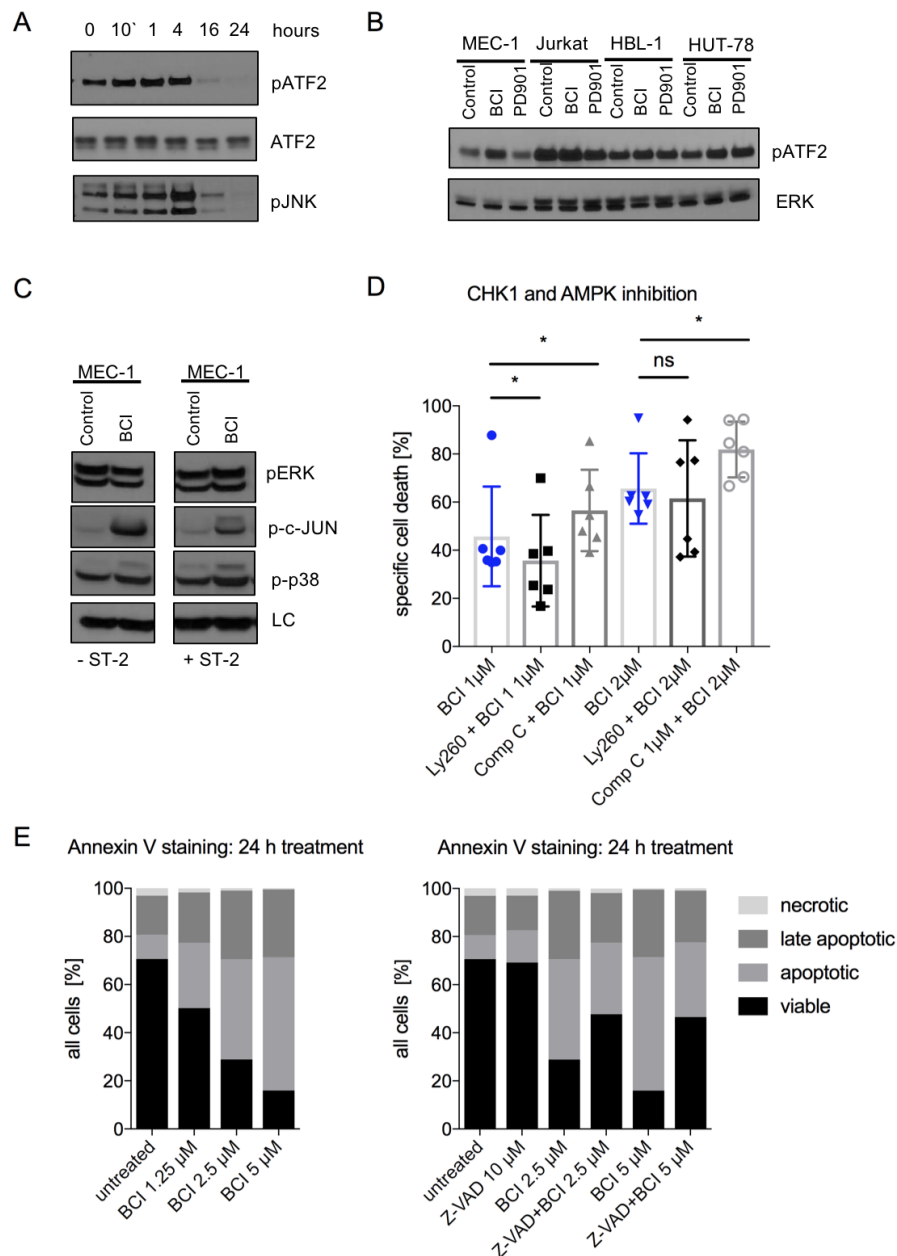 A
0 10` 1 4 16 24 hours
pATF2
ATF2
pJNK
B
MEC-1 Jurkat HBL-1 HUT-78
Control BCI PD901 Control BCI PD901 Control BCI PD901 Control BCI PD901
pATF2
ERK
C
MEC-1 MEC-1
Control BCI Control BCI
pERK
p-c-JUN
p-p38
LC
- ST-2 + ST-2
D
CHK1 and AMPK inhibition
*
*
ns
*
specific cell death [%]
100
80
60
40
20
0
BCI 1µM
Ly260 + BCI 1 1µM
Comp C + BCI 1µM
BCI 2µM
Ly260 + BCI 2µM
Comp C 1µM + BCI 2µM
E
Annexin V staining: 24 h treatment
all cells [%]
100
80
60
40
20
0
untreated
BCI 1.25 µM
BCI 2.5 µM
BCI 5 µM
Annexin V staining: 24 h treatment
all cells [%]
100
80
60
40
20
0
untreated
Z-VAD 10 µM
BCI 2.5 µM
Z-VAD+BCI 2.5 µM
BCI 5 µM
Z-VAD+BCI 5 µM
necrotic
late apoptotic
apoptotic
viable